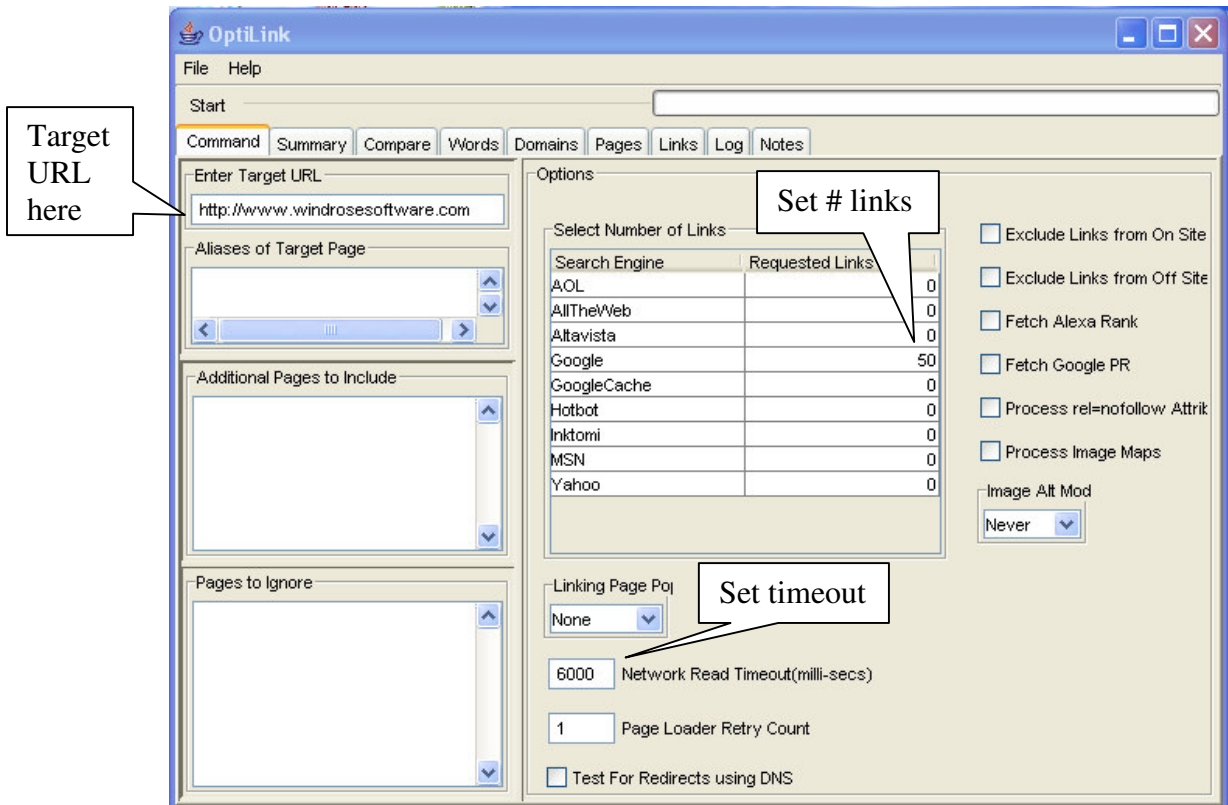 OptiLink
File Help
Start
Command Summary Compare Words Domains Pages Links Log Notes
Target
URL
here
Enter Target URL
http://www.windrosesoftware.com
Aliases of Target Page
Additional Pages to Include
Pages to Ignore
Options
Set # links
Select Number of Links
Search Engine Requested Links
AOL 0
AllTheWeb 0
Altavista 0
Google 50
GoogleCache 0
Hotbot 0
Inktomi 0
MSN 0
Yahoo 0
Exclude Links from On Site
Exclude Links from Off Site
Fetch Alexa Rank
Fetch Google PR
Process rel=nofollow Attrik
Process Image Maps
Image Alt Mod
Never
Linking Page Pop
None
Set timeout
6000 Network Read Timeout(milli-secs)
1 Page Loader Retry Count
Test For Redirects using DNS